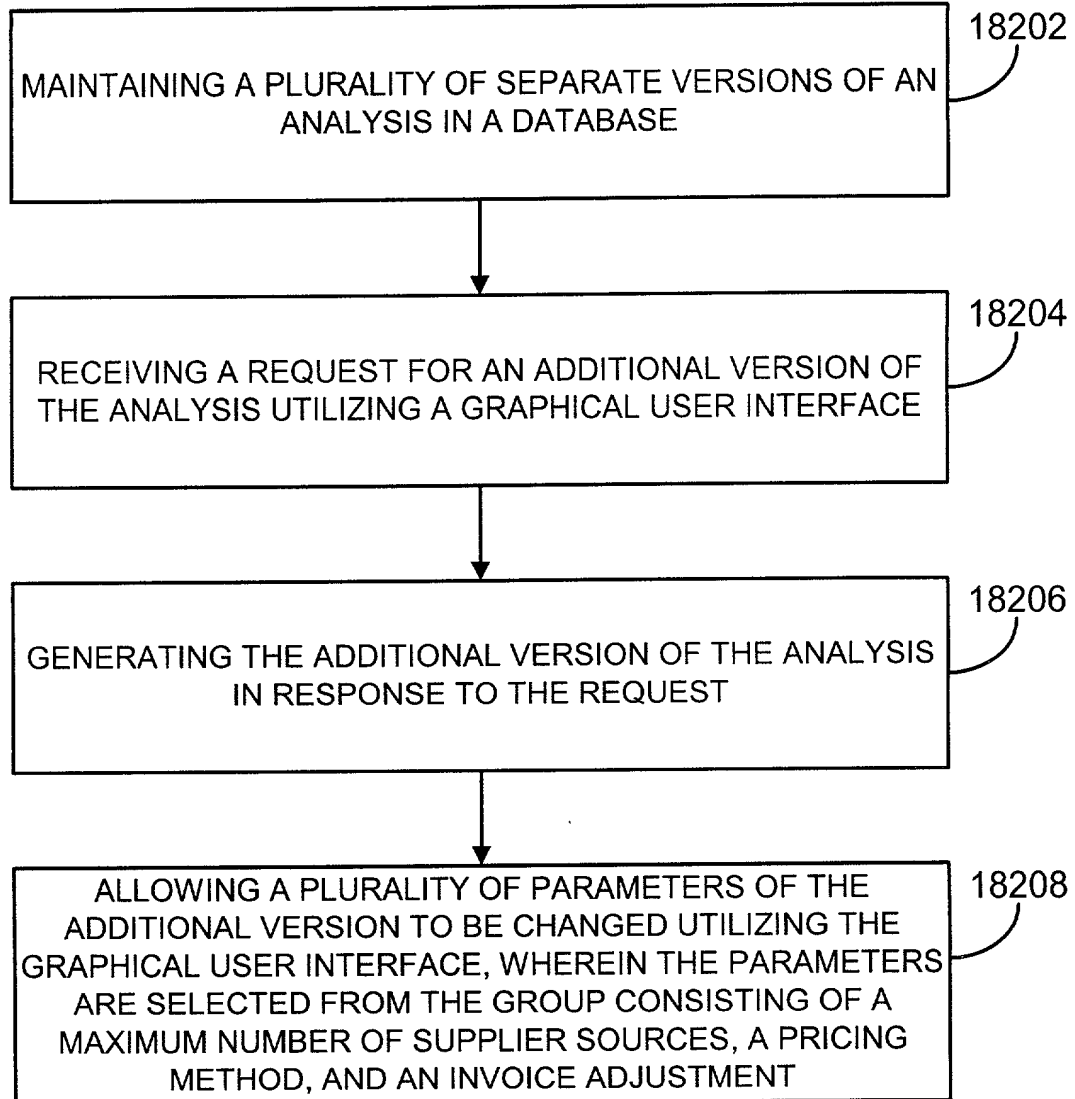 18202
MAINTAINING A PLURALITY OF SEPARATE VERSIONS OF AN
ANALYSIS IN A DATABASE
18204
RECEIVING A REQUEST FOR AN ADDITIONAL VERSION OF
THE ANALYSIS UTILIZING A GRAPHICAL USER INTERFACE
18206
GENERATING THE ADDITIONAL VERSION OF THE ANALYSIS
IN RESPONSE TO THE REQUEST
18208
ALLOWING A PLURALITY OF PARAMETERS OF THE
ADDITIONAL VERSION TO BE CHANGED UTILIZING THE
GRAPHICAL USER INTERFACE, WHEREIN THE PARAMETERS
ARE SELECTED FROM THE GROUP CONSISTING OF A
MAXIMUM NUMBER OF SUPPLIER SOURCES, A PRICING
METHOD, AND AN INVOICE ADJUSTMENT